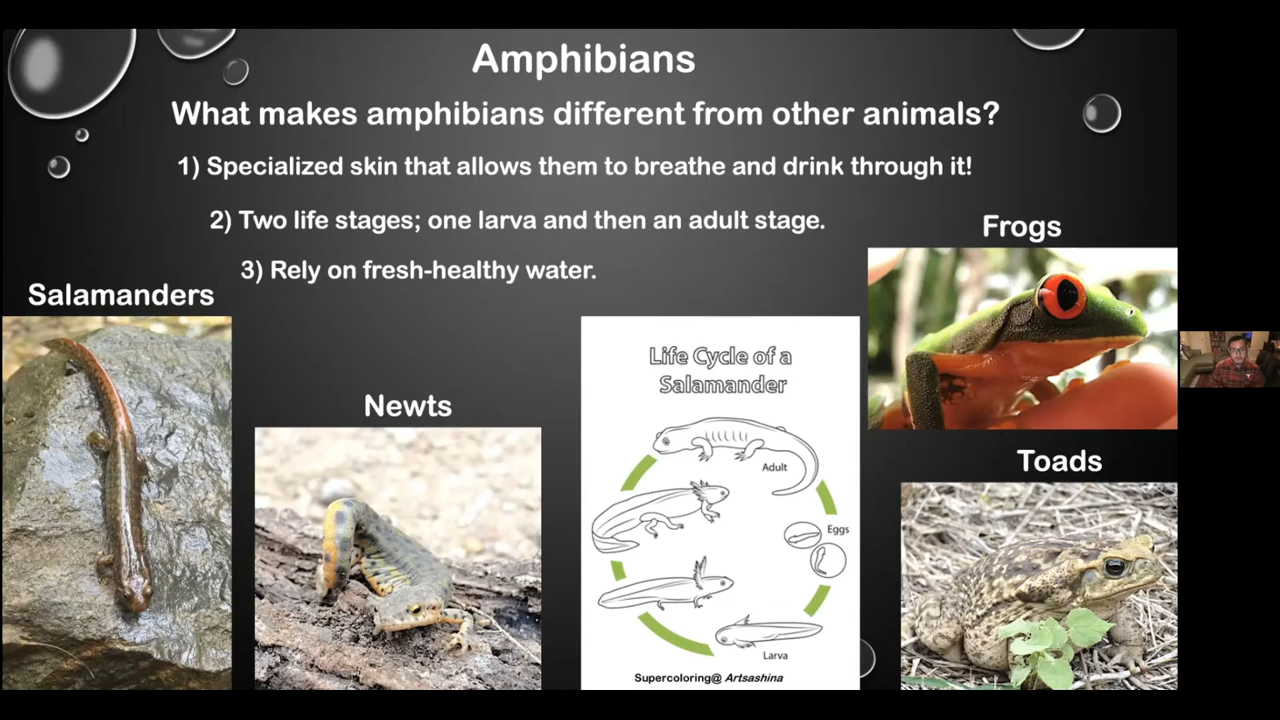 Amphibians
What makes amphibians different from other animals?
1) Specialized skin that allows them to breathe and drink through it!
2) Two life stages; one larva and then an adult stage.
3) Rely on fresh-healthy water.
Frogs
Salamanders
Newts
Life Cycle of a
Salamander
Adult
Eggs
Larva
Supercoloring@ Artsashina
Toads